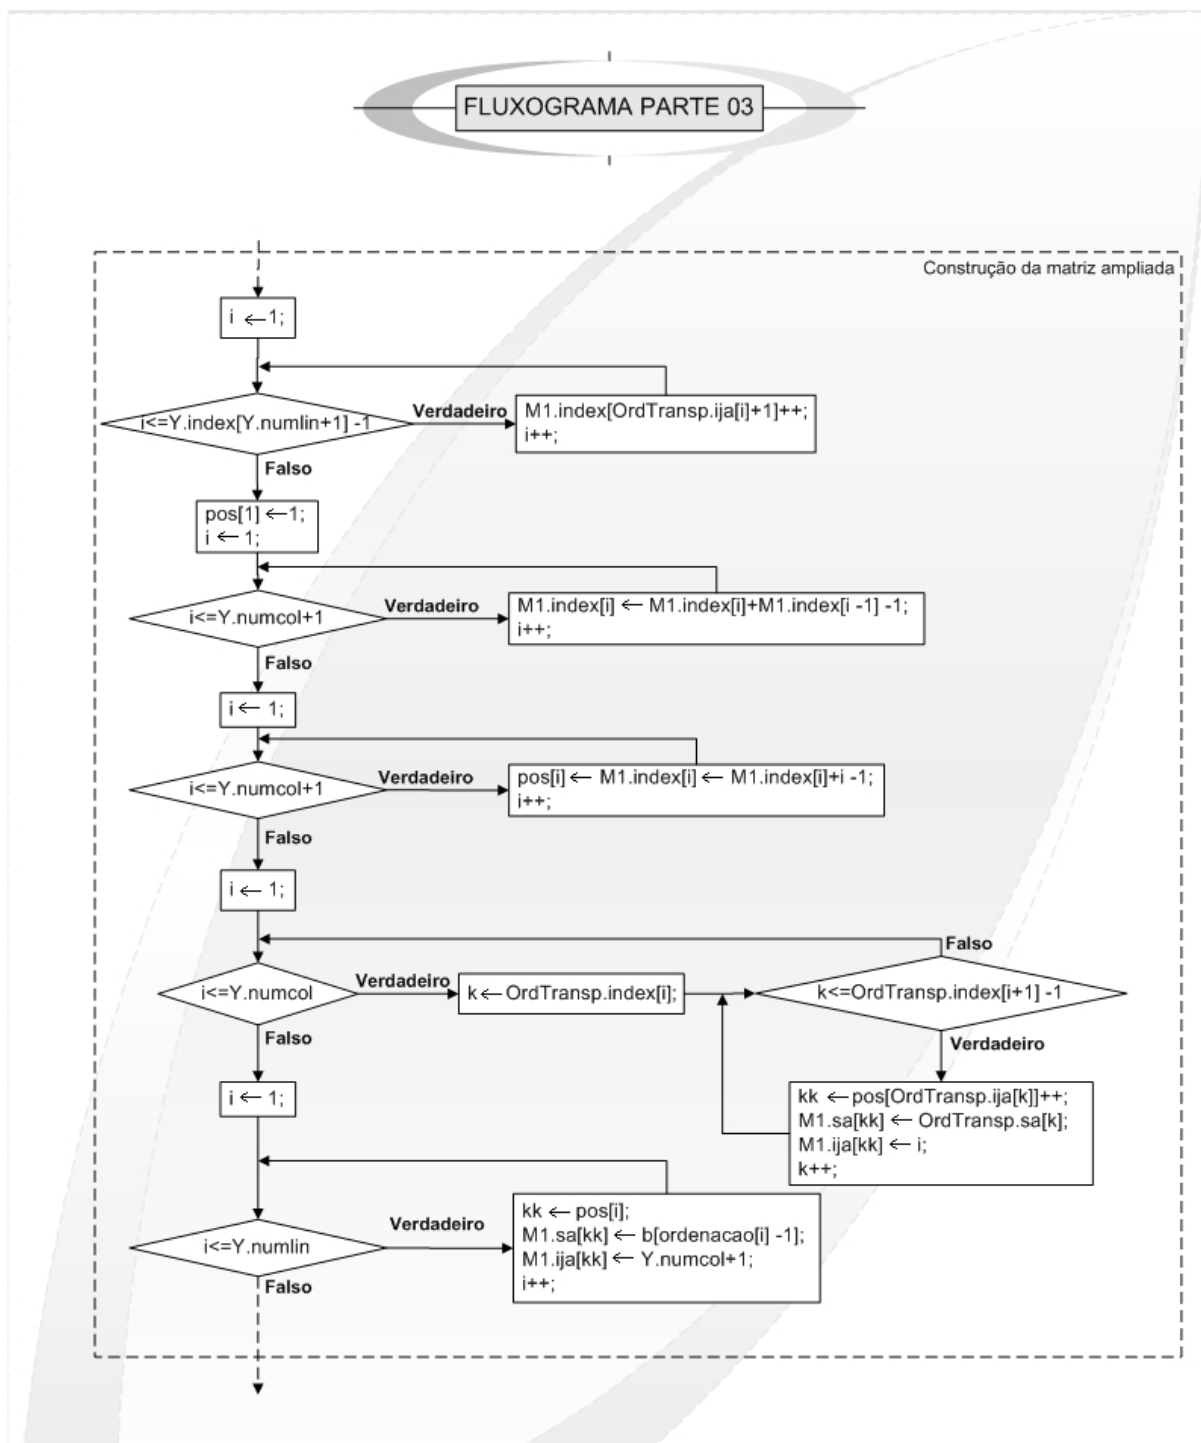 FLUXOGRAMA PARTE 03
Construção da matriz ampliada
i ←1;
i<=Y.index[Y.numlin+1] -1
Verdadeiro
M1.index[OrdTransp.ija[i]+1]++;
i++;
Falso
pos[1] ←1;
i ← 1;
i<=Y.numcol+1
Verdadeiro
M1.index[i] ← M1.index[i]+M1.index[i -1] -1;
i++;
Falso
i ← 1;
i<=Y.numcol+1
Verdadeiro
pos[i] ← M1.index[i] ← M1.index[i]+i -1;
i++;
Falso
i ← 1;
i<=Y.numcol
Verdadeiro
k←OrdTransp.index[i];
k<=OrdTransp.index[i+1] -1
Falso
Verdadeiro
kk ←pos[OrdTransp.ija[k]]++;
M1.sa[kk] ← OrdTransp.sa[k];
M1.ija[kk] ← i;
k++;
Falso
i ← 1;
i<=Y.numlin
Verdadeiro
kk ← pos[i];
M1.sa[kk] ← b[ordenacao[i] -1];
M1.ija[kk] ← Y.numcol+1;
i++;
Falso